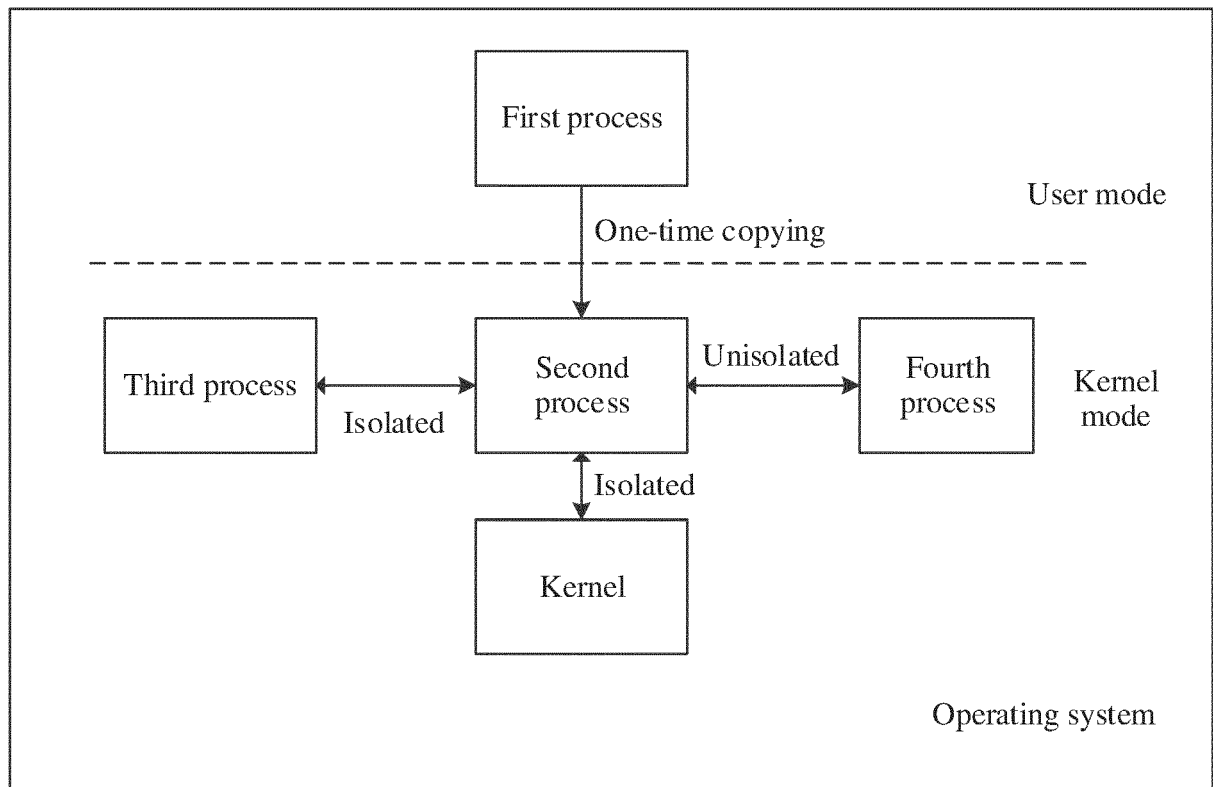 First process
User mode
One-time copying
Third process
Isolated
Second
process
Unisolated
Fourth
process
Kernel
mode
Isolated
Kernel
Operating system